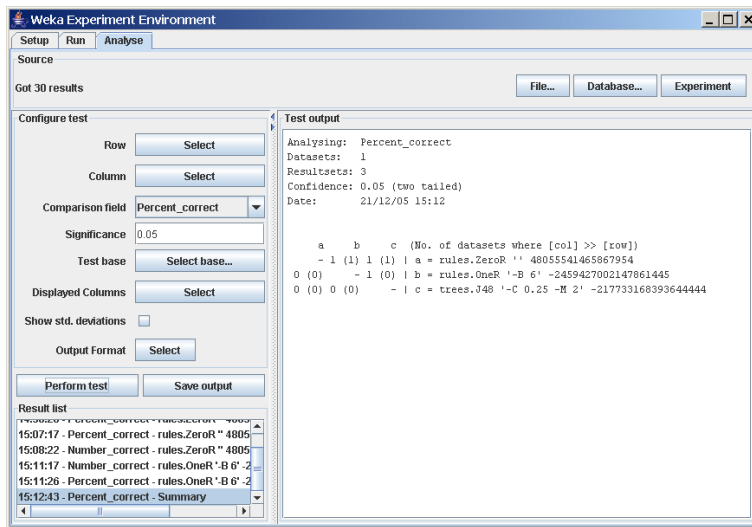 Weka Experiment Environment
Setup Run Analyse
Source
Got 30 results
File... Database... Experiment
Configure test
Row Select
Column Select
Comparison field Percent_correct
Significance 0.05
Test base Select base...
Displayed Columns Select
Show std. deviations
Output Format Select
Perform test Save output
Result list
15:07:17 - Percent_correct - rules.ZeroR '' 4805
15:08:22 - Number_correct - rules.ZeroR '' 4805
15:11:17 - Number_correct - rules.OneR '-B 6' -2
15:11:26 - Percent_correct - rules.OneR '-B 6' -2
15:12:43 - Percent_correct - Summary
Test output
Analysing: Percent_correct
Datasets: 1
Resultsets: 3
Confidence: 0.05 (two tailed)
Date: 21/12/05 15:12
a b c (No. of datasets where [col] >> [row])
- 1 (1) 1 (1) | a = rules.ZeroR '' 48055541465867954
0 (0) - 1 (0) | b = rules.OneR '-B 6' -2459427002147861445
0 (0) 0 (0) - | c = trees.J48 '-C 0.25 -M 2' -217733168393644444